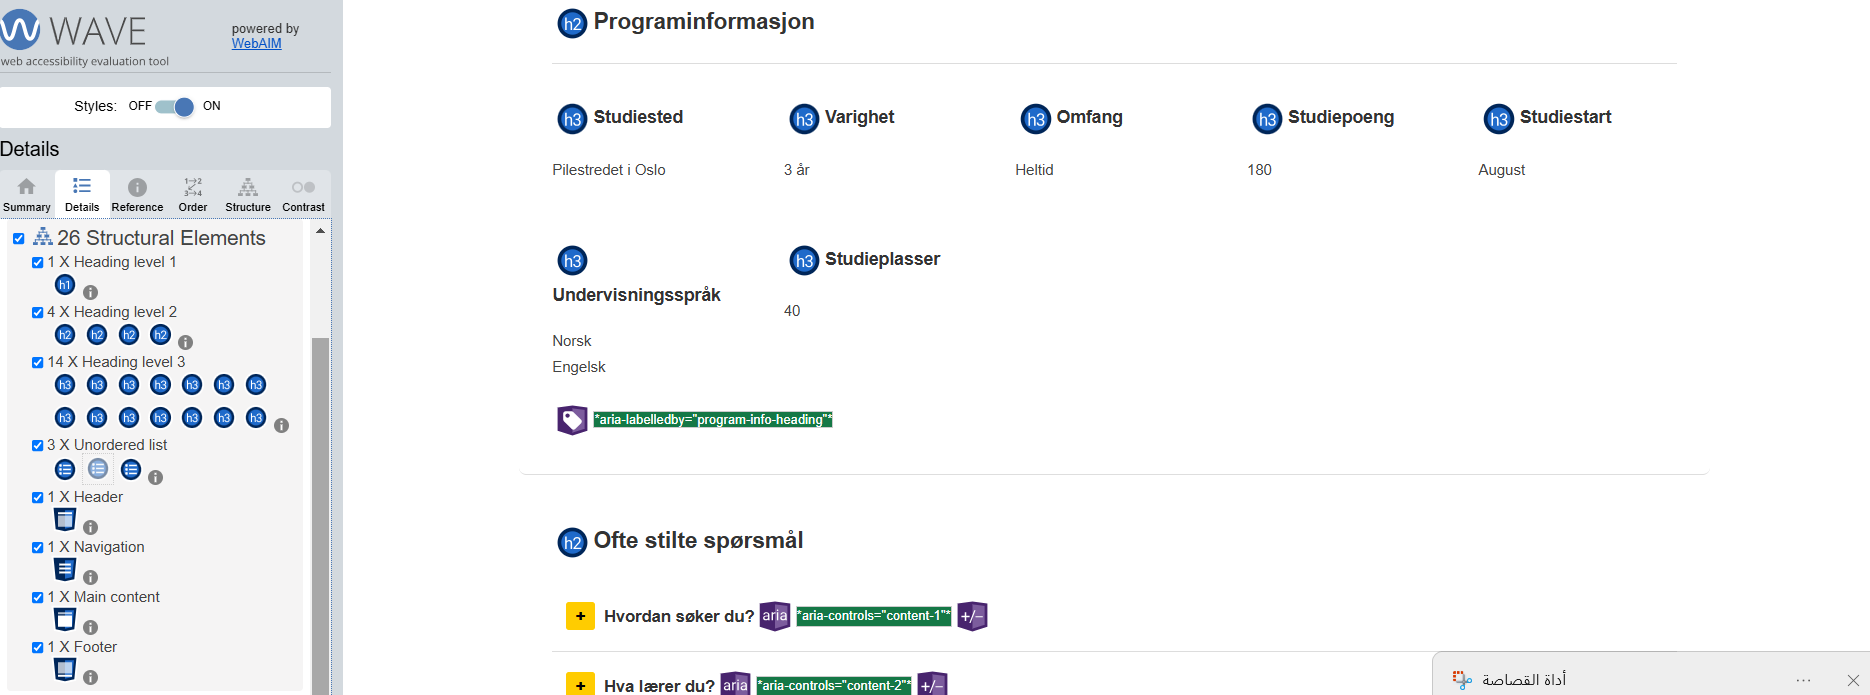 WAVE
powered by
WebAIM
web accessibility evaluation tool
Styles: OFF ON
Details
Summary Details Reference Order Structure Contrast
1→2
3→4
26 Structural Elements
1 X Heading level 1
h1
4 X Heading level 2
h2 h2 h2 h2
14 X Heading level 3
h3 h3 h3 h3 h3 h3 h3
h3 h3 h3 h3 h3 h3 h3
3 X Unordered list
1 X Header
1 X Navigation
1 X Main content
1 X Footer
h2 Programinformasjon
h3 Studiested
Pilestredet i Oslo
h3 Varighet
3 år
h3 Omfang
Heltid
h3 Studiepoeng
180
h3 Studiestart
August
h3
Undervisningsspråk
Norsk
Engelsk
h3 Studieplasser
40
*aria-labelledby="program-info-heading"*
h2 Ofte stilte spørsmål
+ Hvordan søker du? aria *aria-controls="content-1"* +/-
+ Hva lærer du? aria *aria-controls="content-2"* +/-
أداة القصاصة